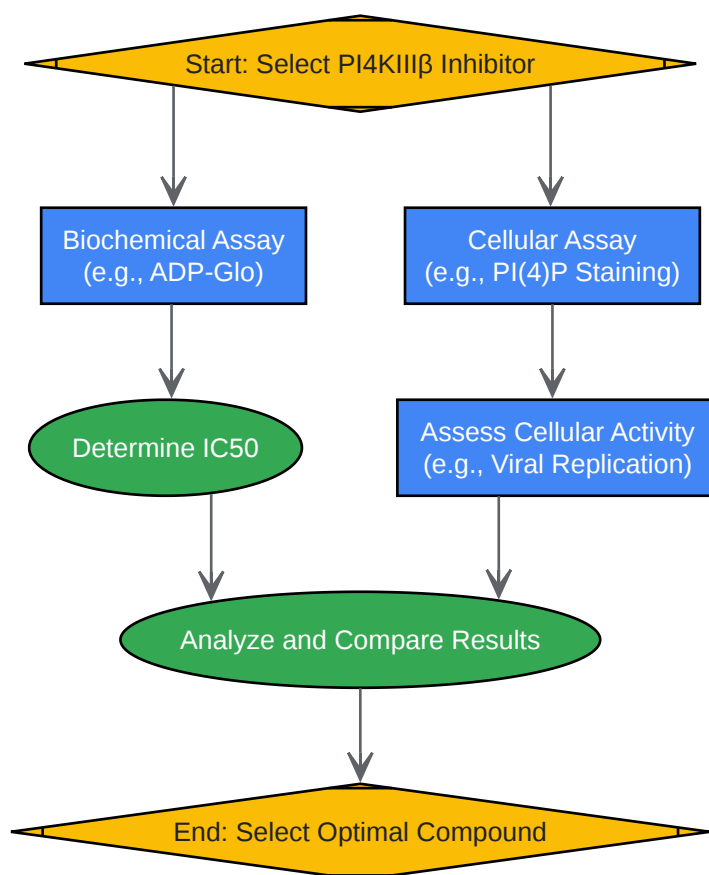 Start: Select PI4KIIIβ Inhibitor
Biochemical Assay
(e.g., ADP-Glo)
Cellular Assay
(e.g., PI(4)P Staining)
Determine IC50
Assess Cellular Activity
(e.g., Viral Replication)
Analyze and Compare Results
End: Select Optimal Compound